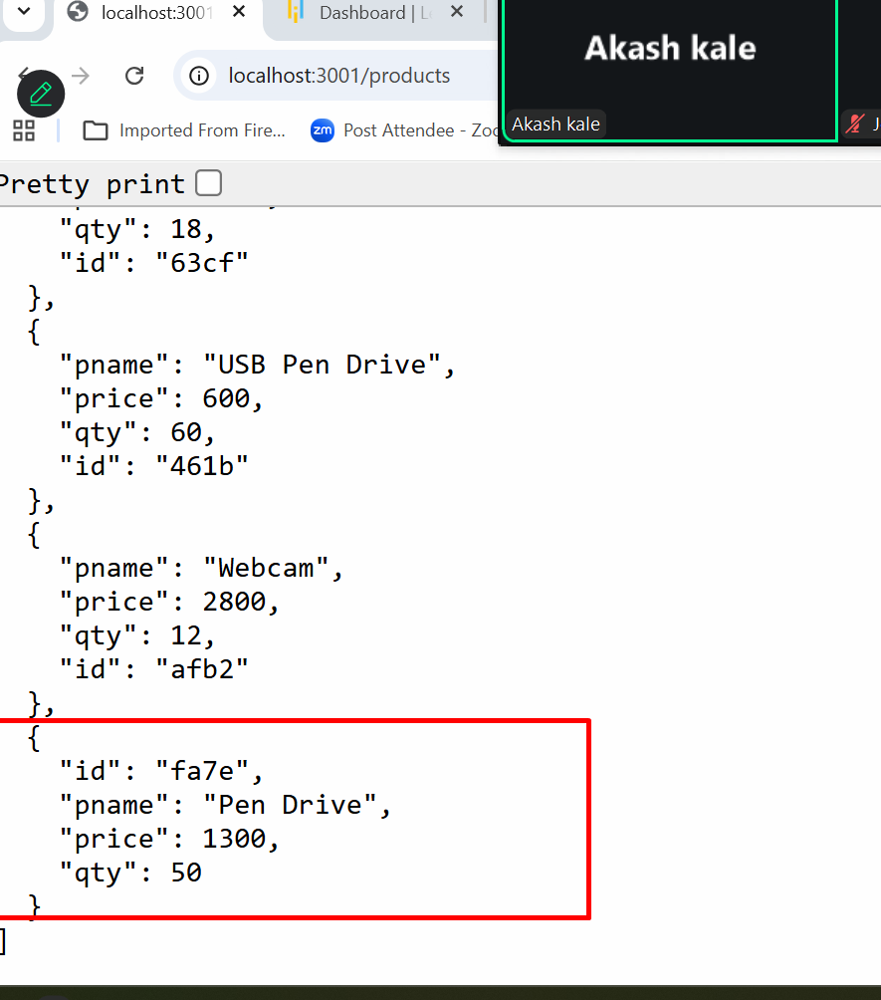 localhost:3001
Dashboard | L
Akash kale
localhost:3001/products
Akash kale
J
Imported From Fire...
zm
Post Attendee - Zoo
Pretty print
"qty": 18,
"id": "63cf"
},
{
"pname": "USB Pen Drive",
"price": 600,
"qty": 60,
"id": "461b"
},
{
"pname": "Webcam",
"price": 2800,
"qty": 12,
"id": "afb2"
},
{
"id": "fa7e",
"pname": "Pen Drive",
"price": 1300,
"qty": 50
}
]